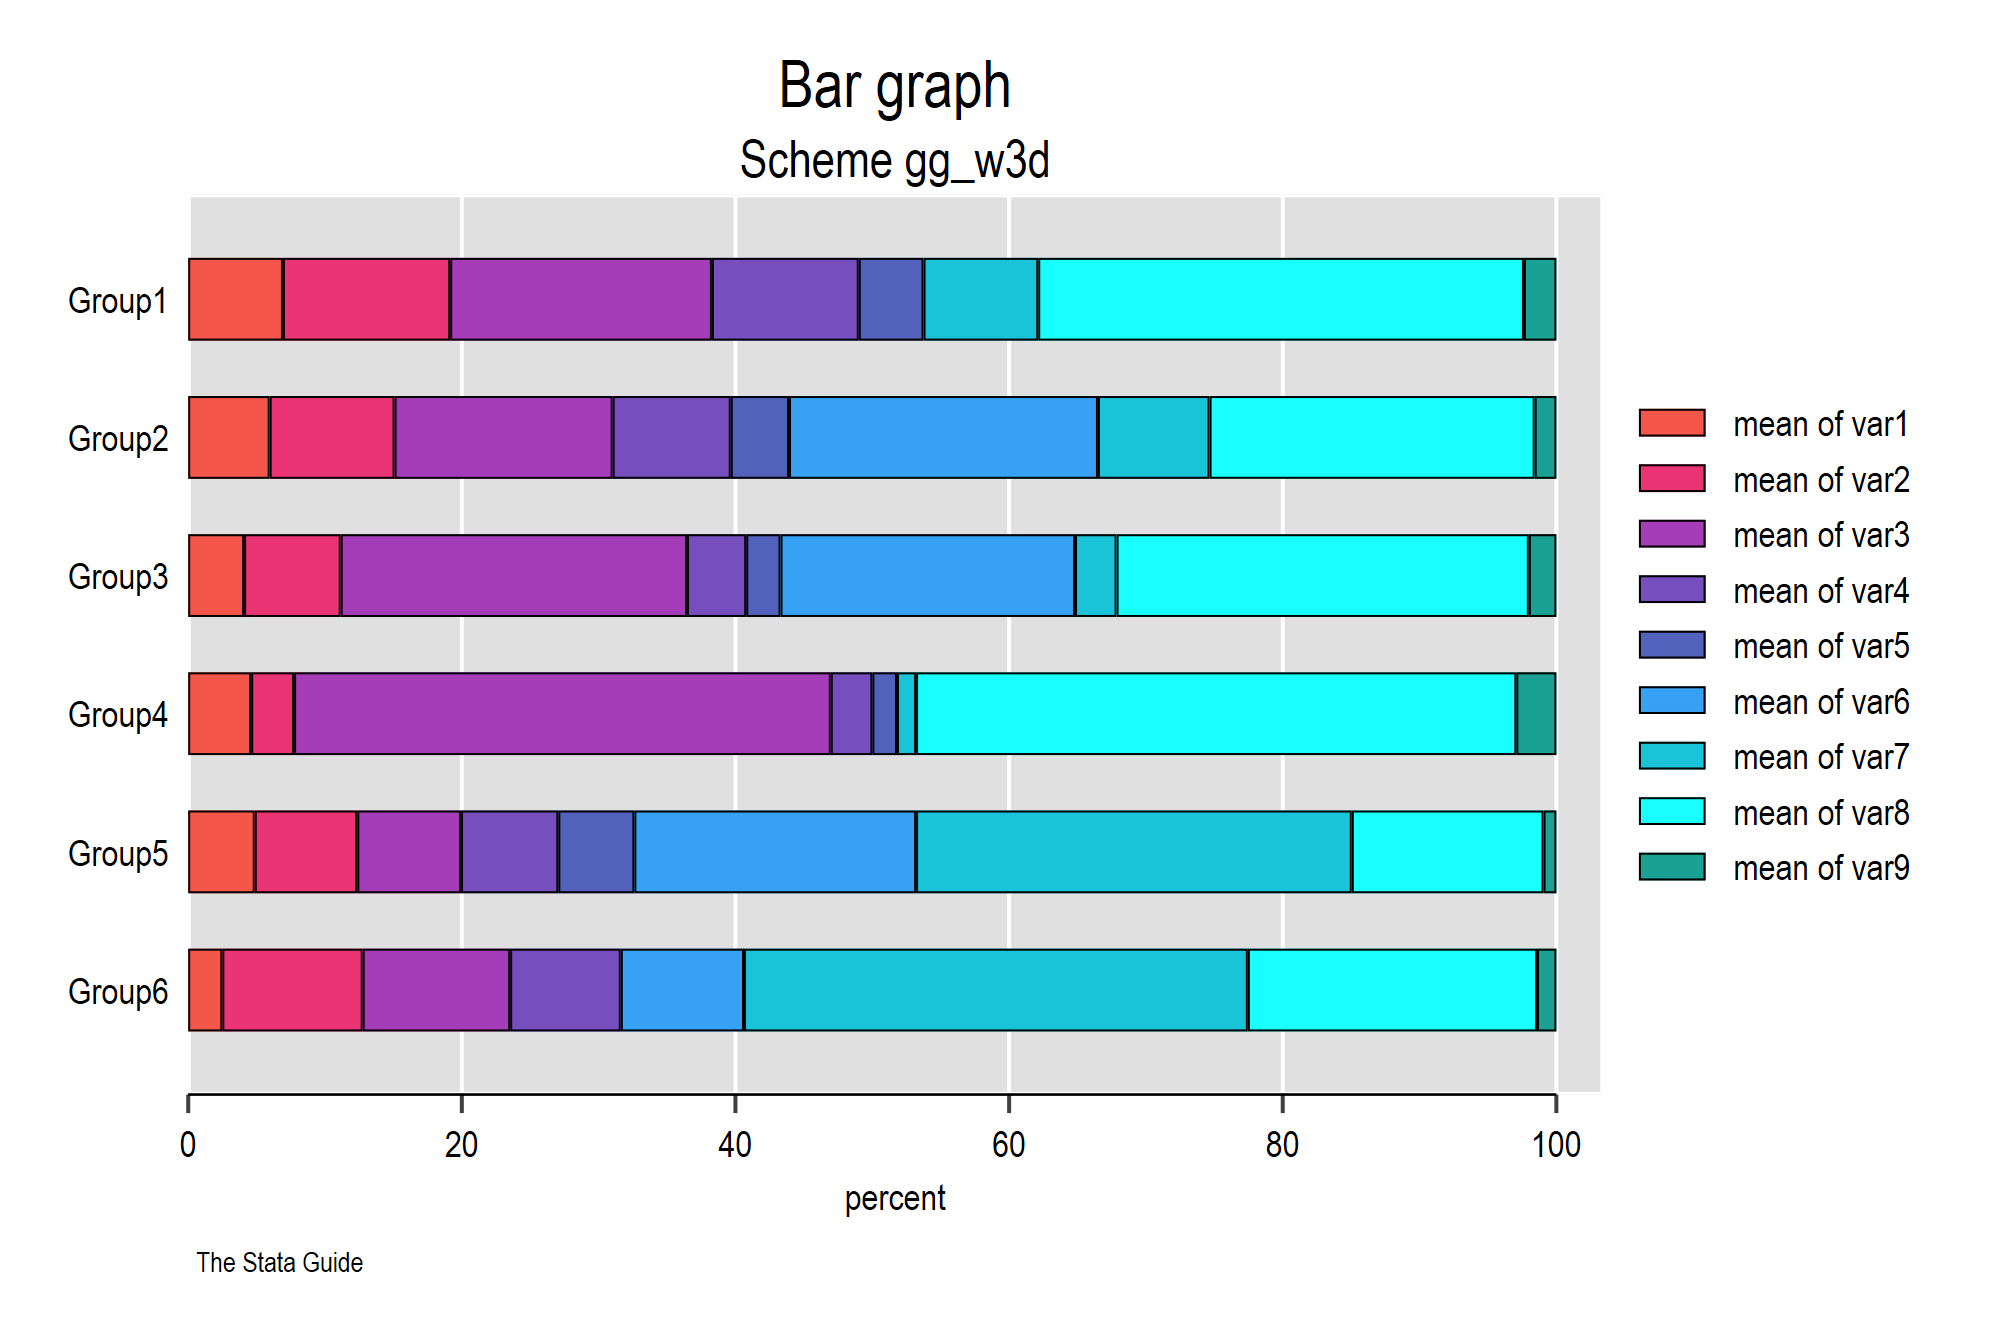 Bar graph
Scheme gg_w3d
Group1
Group2
Group3
Group4
Group5
Group6
mean of var1
mean of var2
mean of var3
mean of var4
mean of var5
mean of var6
mean of var7
mean of var8
mean of var9
0 20 40 60 80 100
percent
The Stata Guide